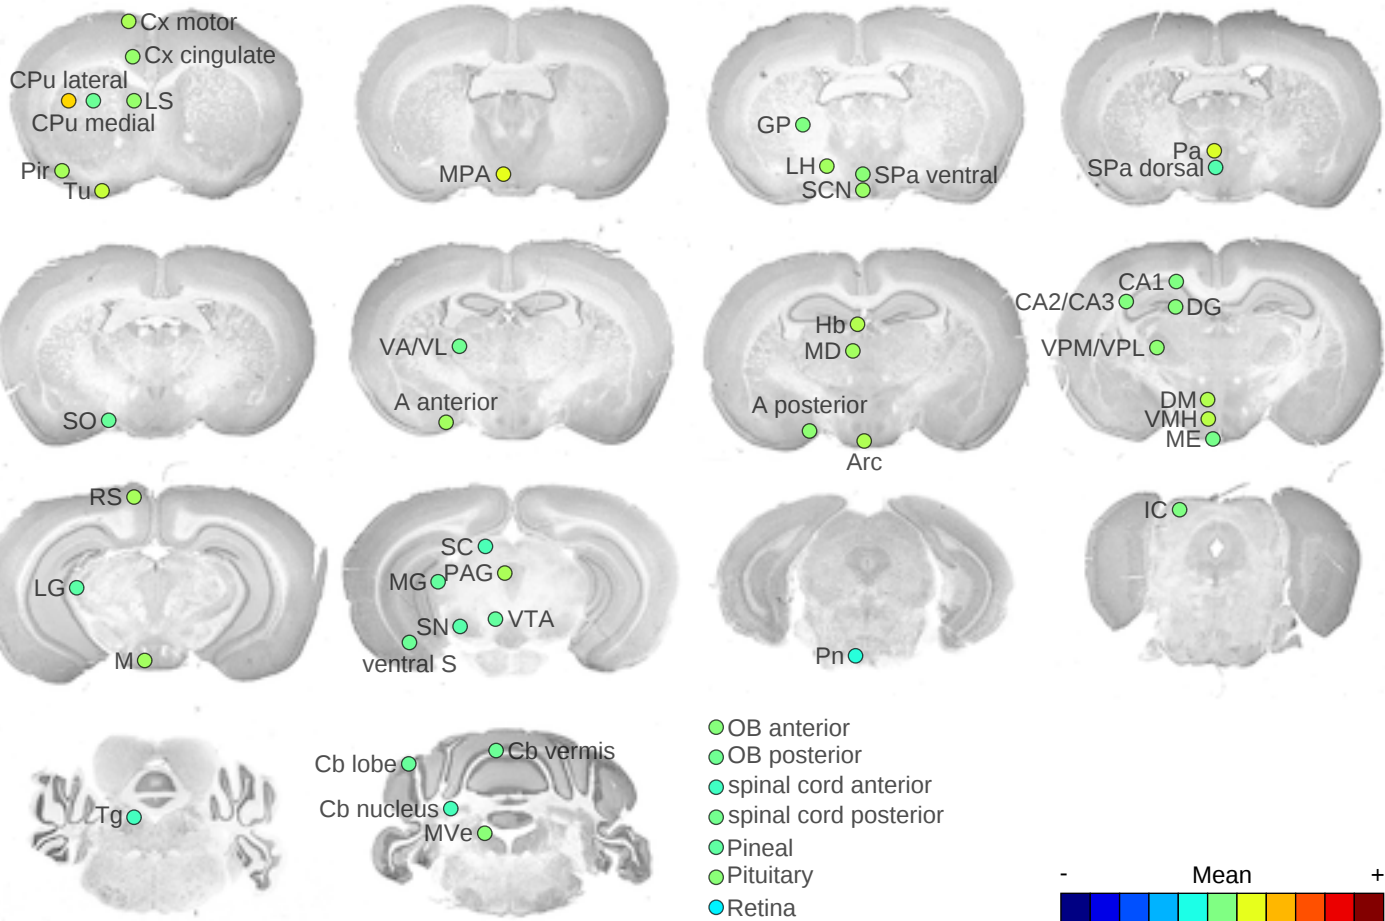 Cx motor
Cx cingulate
CPu lateral
LS
CPu medial
Pir
Tu
MPA
GP
LH
SPa ventral
SCN
Pa
SPa dorsal
SO
VA/VL
A anterior
Hb
MD
A posterior
Arc
CA1
CA2/CA3
DG
VPM/VPL
DM
VMH
ME
RS
LG
M
SC
MG
PAG
SN
VTA
ventral S
Pn
IC
Tg
Cb lobe
Cb vermis
Cb nucleus
MVe
OB anterior
OB posterior
spinal cord anterior
spinal cord posterior
Pineal
Pituitary
Retina
- Mean +